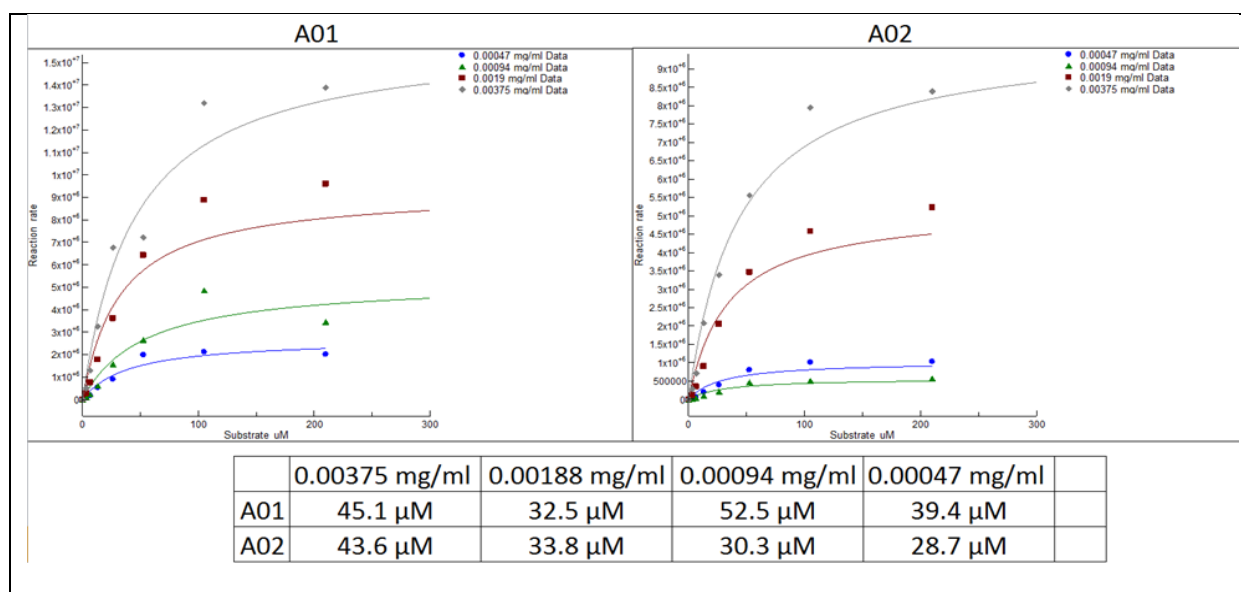 A01
A02
0.00047 mg/ml Data
0.00094 mg/ml Data
0.0019 mg/ml Data
0.00375 mg/ml Data
1.5x10⁺⁷
1.4x10⁺⁷
1.3x10⁺⁷
1.2x10⁺⁷
1.1x10⁺⁷
1x10⁺⁷
9x10⁺⁶
8x10⁺⁶
7x10⁺⁶
6x10⁺⁶
5x10⁺⁶
4x10⁺⁶
3x10⁺⁶
2x10⁺⁶
1x10⁺⁶
0
Reaction rate
0 100 200 300
Substrate uM
0.00047 mg/ml Data
0.00094 mg/ml Data
0.0019 mg/ml Data
0.00375 mg/ml Data
9x10⁺⁶
8.5x10⁺⁶
8x10⁺⁶
7.5x10⁺⁶
7x10⁺⁶
6.5x10⁺⁶
6x10⁺⁶
5.5x10⁺⁶
5x10⁺⁶
4.5x10⁺⁶
4x10⁺⁶
3.5x10⁺⁶
3x10⁺⁶
2.5x10⁺⁶
2x10⁺⁶
1.5x10⁺⁶
1x10⁺⁶
500000
0
Reaction rate
0 100 200 300
Substrate uM
0.00375 mg/ml 0.00188 mg/ml 0.00094 mg/ml 0.00047 mg/ml
A01 45.1 µM 32.5 µM 52.5 µM 39.4 µM
A02 43.6 µM 33.8 µM 30.3 µM 28.7 µM